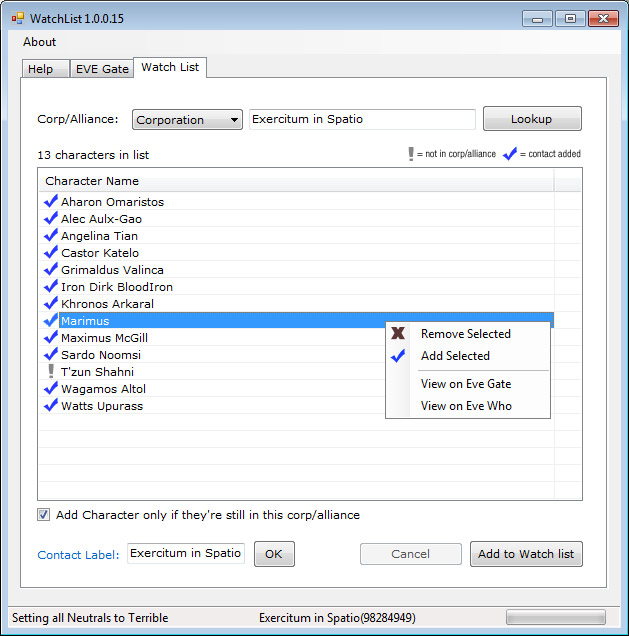 WatchList 1.0.0.15
About
Help EVE Gate Watch List
Corp/Alliance: Corporation Exercitum in Spatio Lookup
13 characters in list = not in corp/alliance = contact added
Character Name
Aharon Omaristos
Alec Aulx-Gao
Angelina Tian
Castor Katelo
Grimaldus Valinca
Iron Dirk BloodIron
Khronos Arkaral
Marimus
Maximus McGill
Sardo Noomsi
T'zun Shahni
Wagamos Altol
Watts Upurass
Remove Selected
Add Selected
View on Eve Gate
View on Eve Who
Add Character only if they're still in this corp/alliance
Contact Label: Exercitum in Spatio OK Cancel Add to Watch list
Setting all Neutrals to Terrible Exercitum in Spatio(98284949)